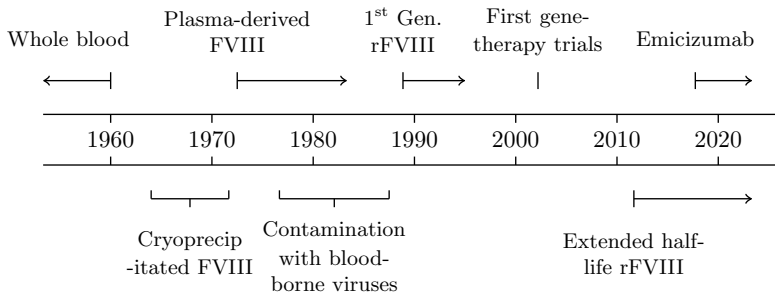 Whole blood
Plasma-derived
FVIII
1st Gen.
rFVIII
First gene-
therapy trials
Emicizumab
1960 1970 1980 1990 2000 2010 2020
Cryoprecip
-itated FVIII
Contamination
with blood-
borne viruses
Extended half-
life rFVIII